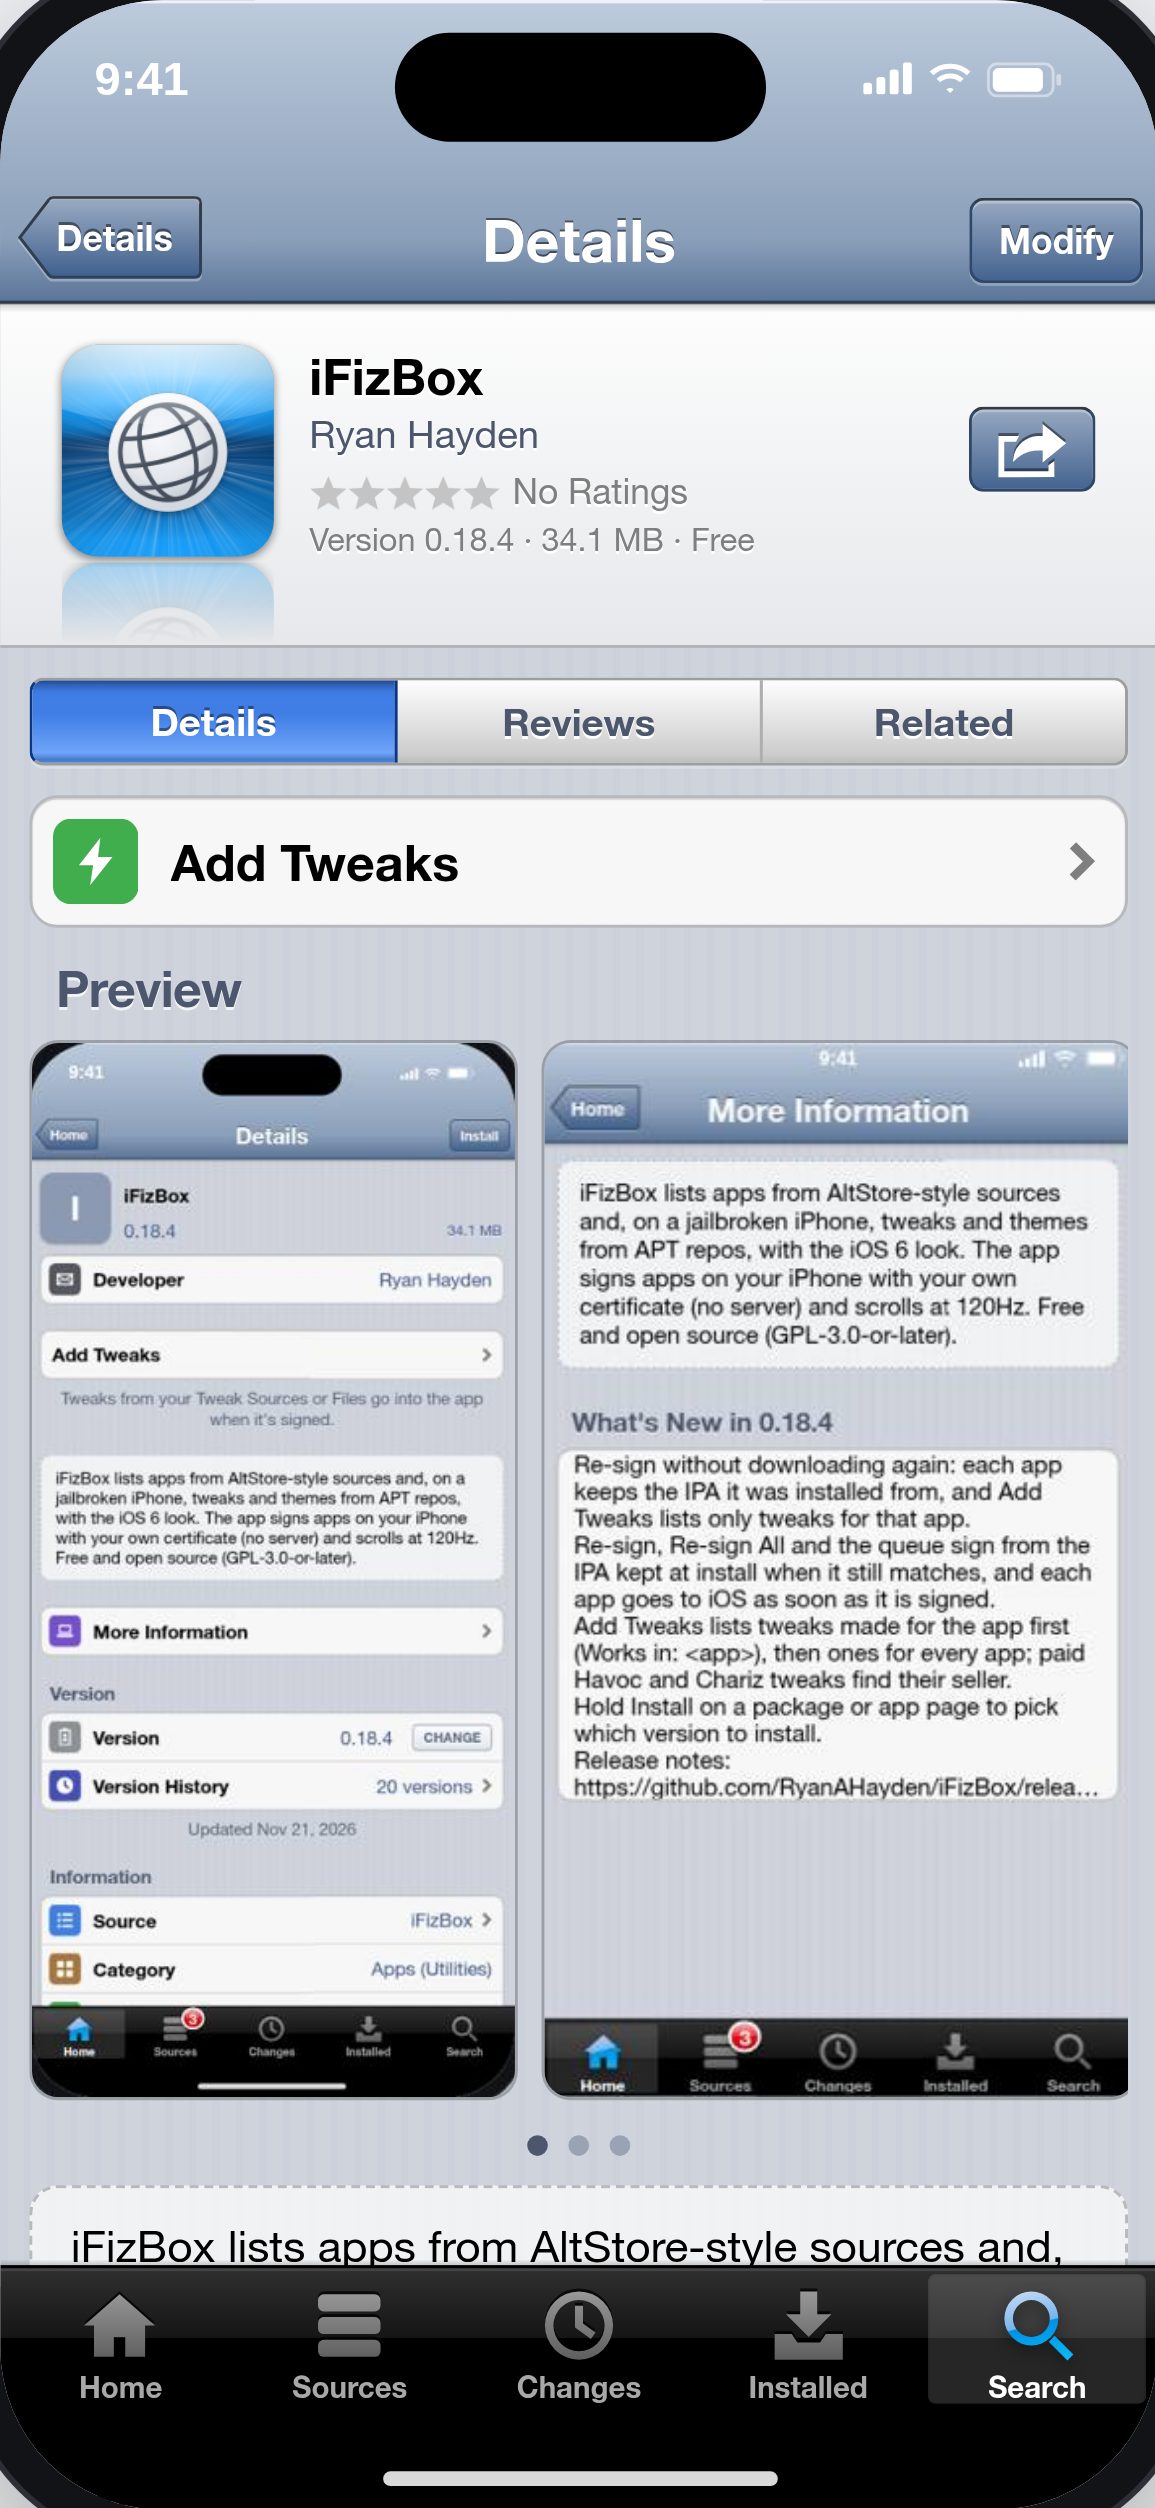 9:41
Details
Details
Modify
iFizBox
Ryan Hayden
No Ratings
Version 0.18.4 · 34.1 MB · Free
Details
Reviews
Related
Add Tweaks
Preview
9:41
Home
Details
Install
I
iFizBox
0.18.4
34.1 MB
Developer
Ryan Hayden
Add Tweaks
Tweaks from your Tweak Sources or Files go into the app
when it's signed.
iFizBox lists apps from AltStore-style sources and, on a
jailbroken iPhone, tweaks and themes from APT repos,
with the iOS 6 look. The app signs apps on your iPhone
with your own certificate (no server) and scrolls at 120Hz.
Free and open source (GPL-3.0-or-later).
More Information
Version
Version
0.18.4
CHANGE
Version History
20 versions
Updated Nov 21, 2026
Information
Source
iFizBox
Category
Apps (Utilities)
3
Home
Sources
Changes
Installed
Search
9:41
Home
More Information
iFizBox lists apps from AltStore-style sources
and, on a jailbroken iPhone, tweaks and themes
from APT repos, with the iOS 6 look. The app
signs apps on your iPhone with your own
certificate (no server) and scrolls at 120Hz. Free
and open source (GPL-3.0-or-later).
What's New in 0.18.4
Re-sign without downloading again: each app
keeps the IPA it was installed from, and Add
Tweaks lists only tweaks for that app.
Re-sign, Re-sign All and the queue sign from the
IPA kept at install when it still matches, and each
app goes to iOS as soon as it is signed.
Add Tweaks lists tweaks made for the app first
(Works in: <app>), then ones for every app; paid
Havoc and Chariz tweaks find their seller.
Hold Install on a package or app page to pick
which version to install.
Release notes:
https://github.com/RyanAHayden/iFizBox/relea...
3
Home
Sources
Changes
Installed
Search
iFizBox lists apps from AltStore-style sources and,
Home
Sources
Changes
Installed
Search